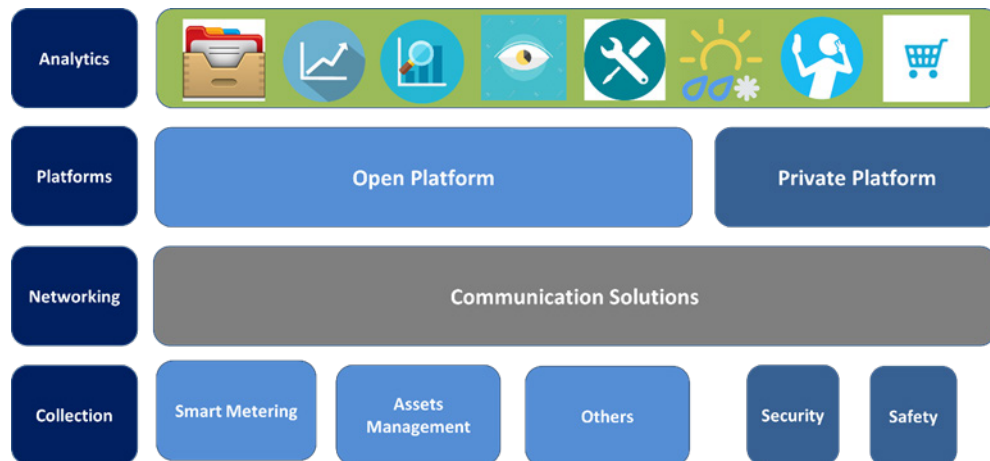 Analytics
Platforms
Open Platform
Private Platform
Networking
Communication Solutions
Collection
Smart Metering
Assets
Management
Others
Security
Safety